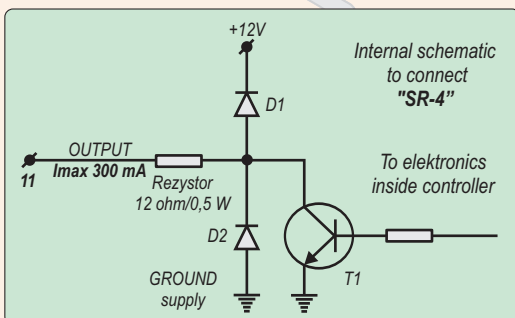 +12V
Internal schematic
to connect
"SR-4”
D1
OUTPUT
Imax 300 mA
11
Rezystor
12 ohm/0,5 W
To elektronics
inside controller
D2
T1
GROUND
supply